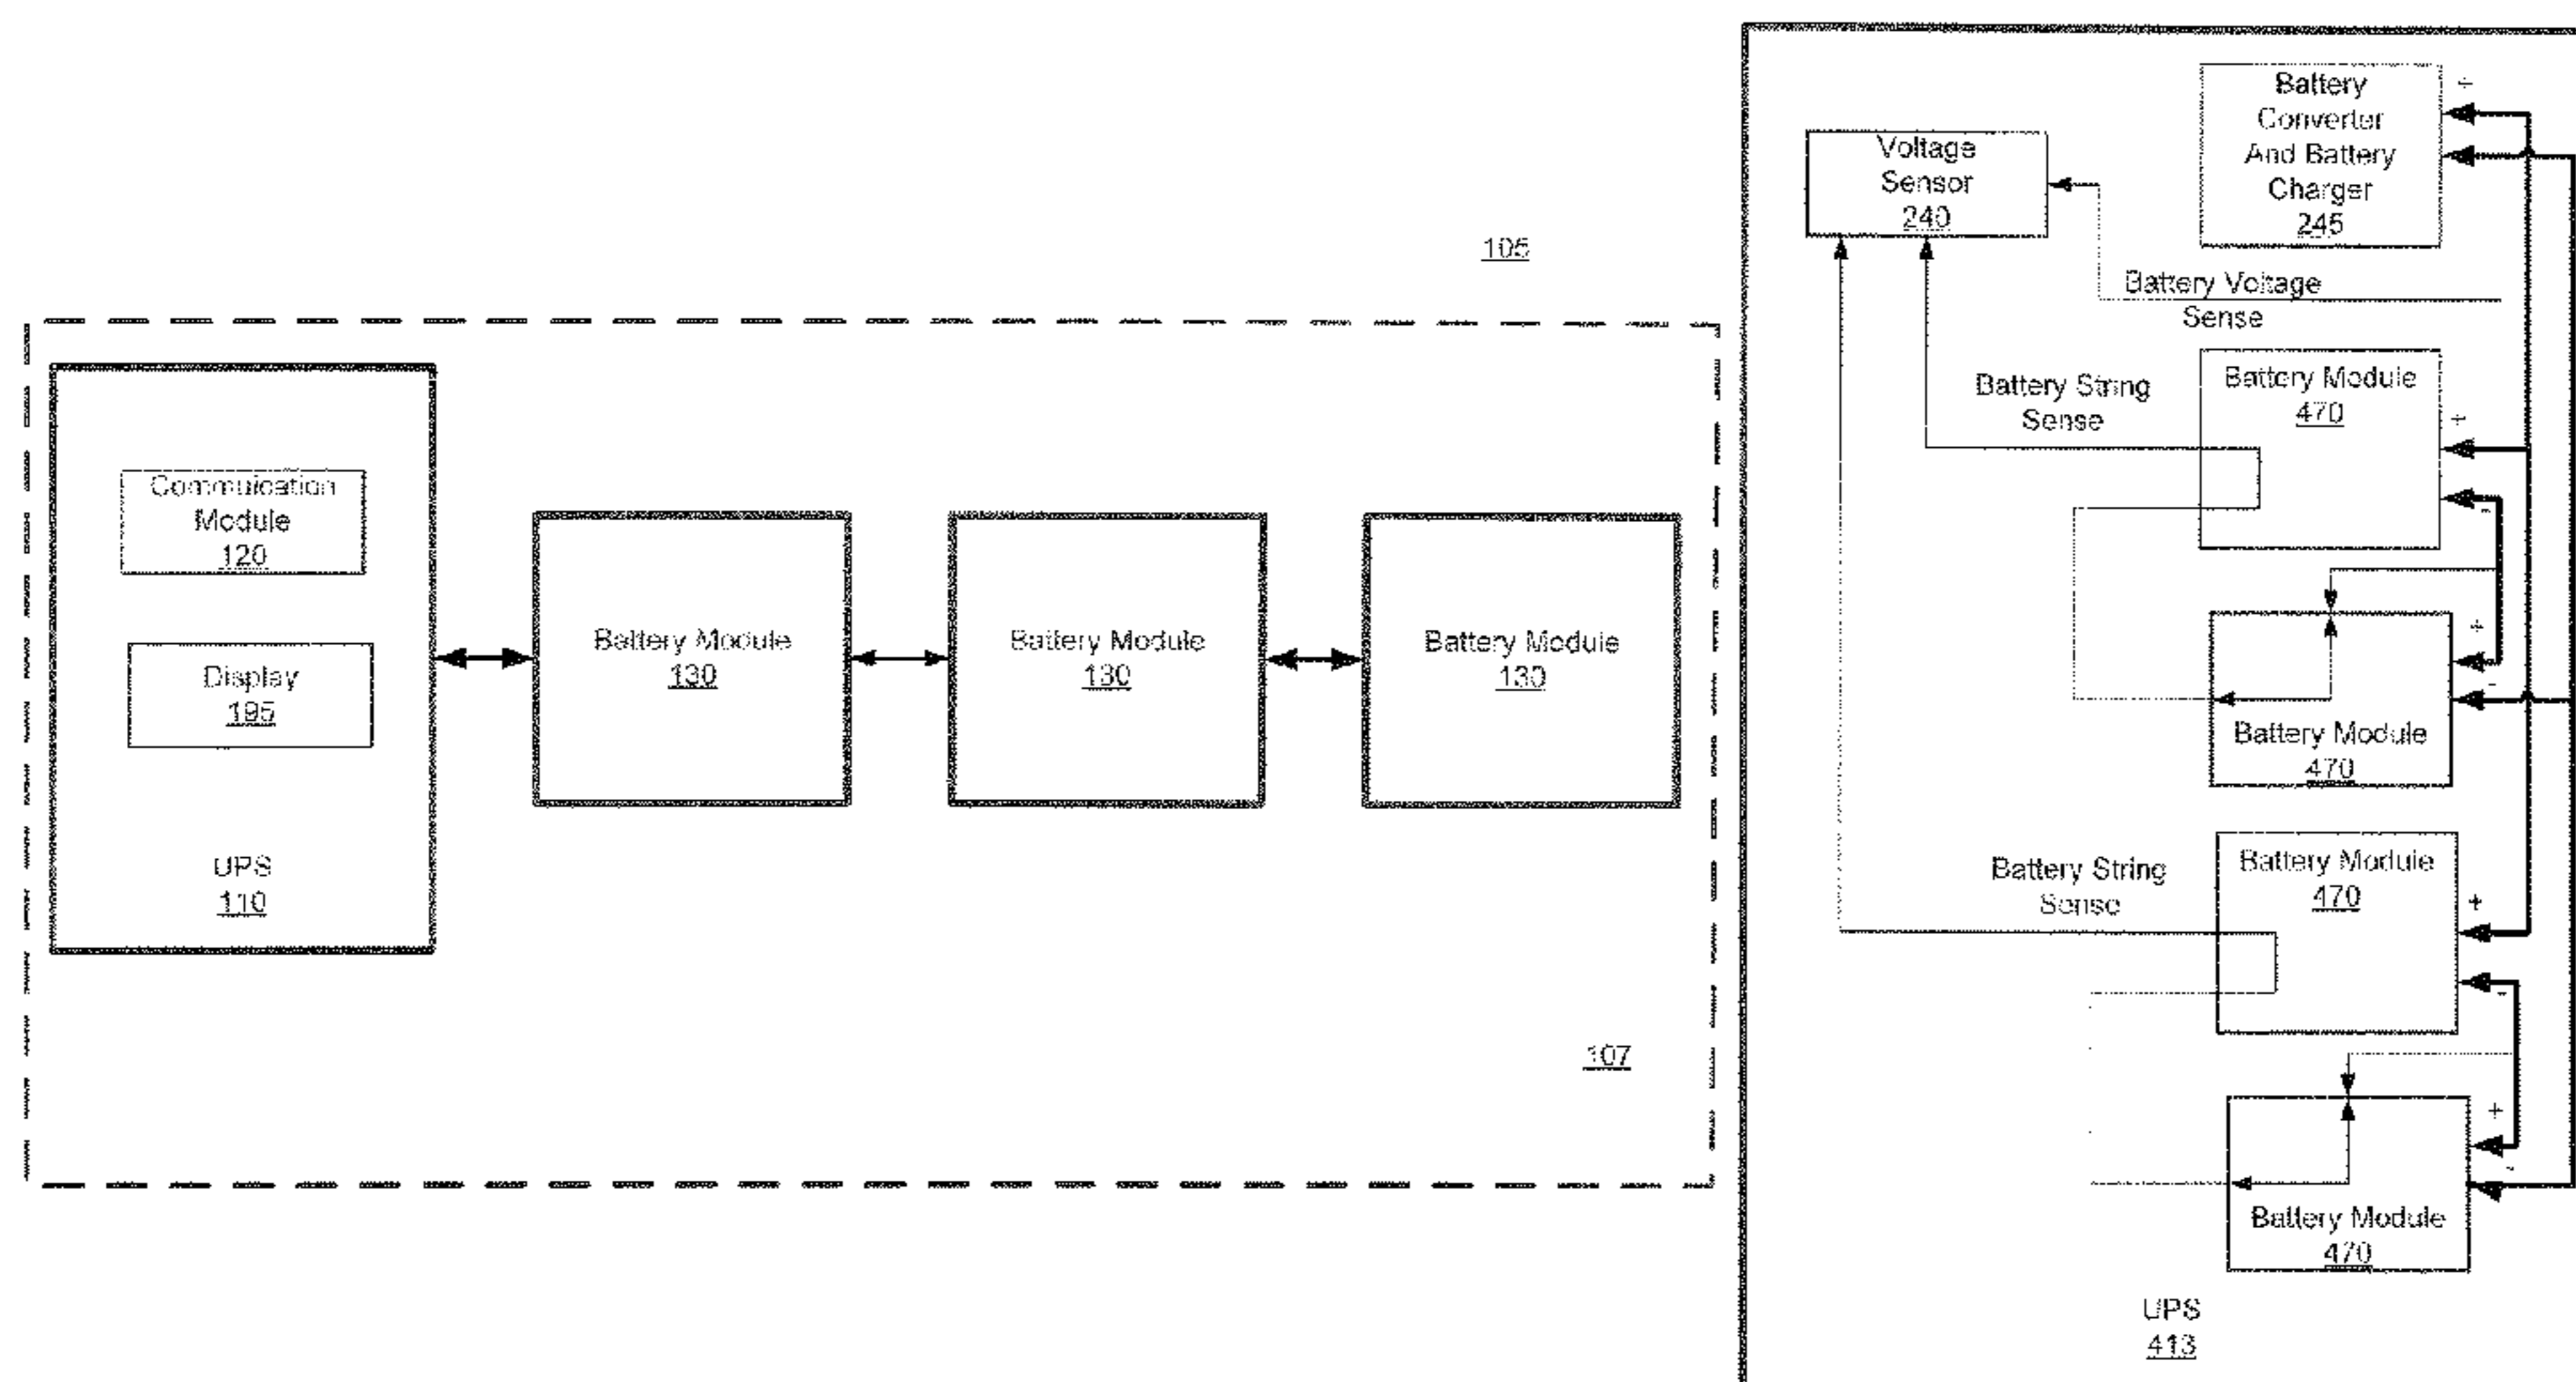 105
Commuication
Module
120
Display
195
UPS
110
Battery Module
130
Battery Module
130
Battery Module
130
107
Voltage
Sensor
240
Battery
Converter
And Battery
Charger
245
+
Battery Voltage
Sense
Battery String
Sense
Battery Module
470
+
-
+
-
Battery Module
470
Battery String
Sense
Battery Module
470
+
-
+
-
Battery Module
470
UPS
413